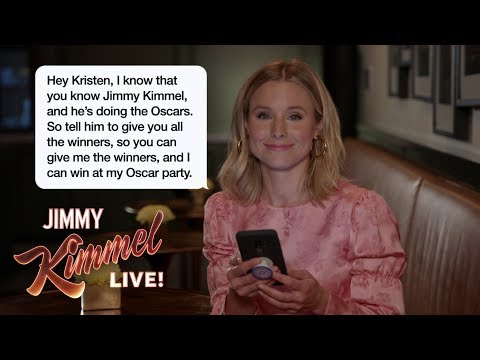 Hey Kristen, I know that
you know Jimmy Kimmel,
and he's doing the Oscars.
So tell him to give you all
the winners, so you can
give me the winners, and I
can win at my Oscar party.
JIMMY
Kimmel
LIVE!